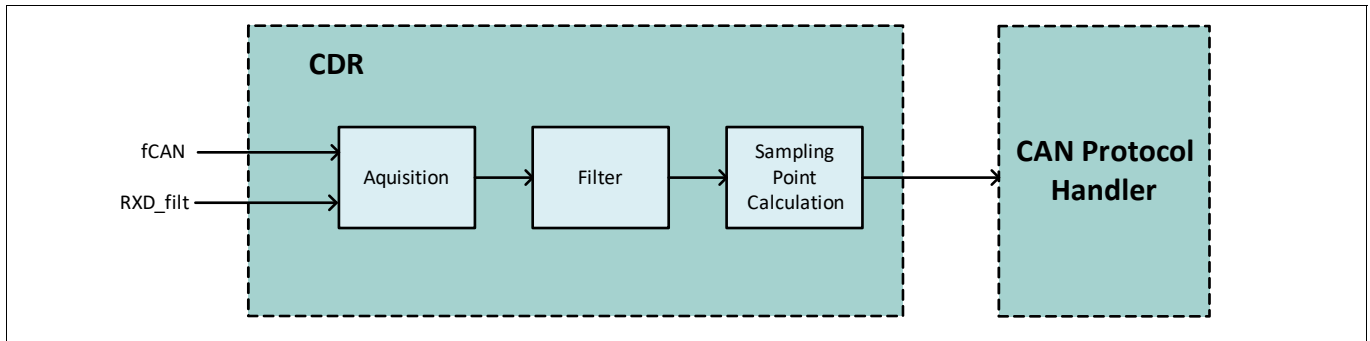 CDR
fCAN
RXD_filt
Aquisition
Filter
Sampling
Point
Calculation
CAN Protocol
Handler